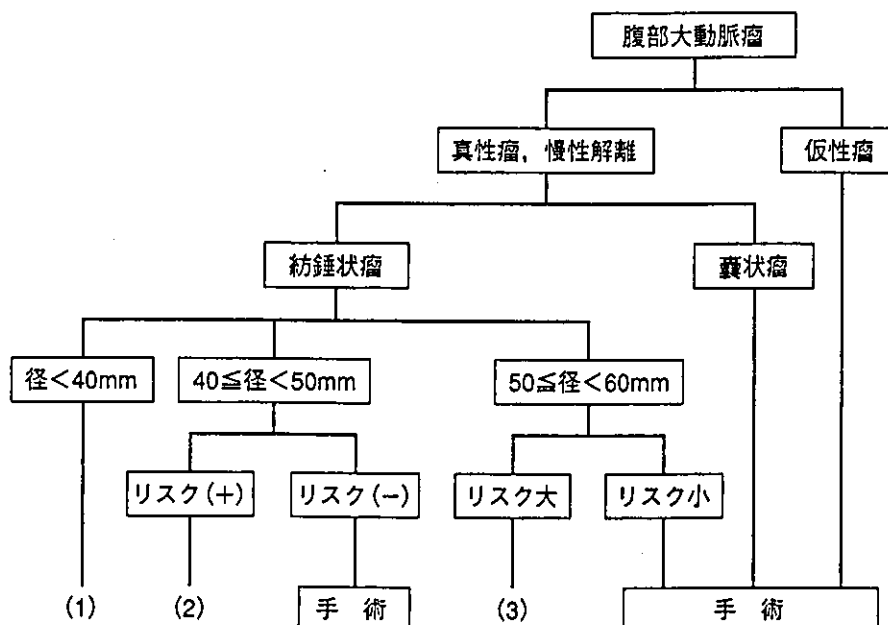 腹部大動脈瘤
真性瘤，慢性解離
仮性瘤
紡錘状瘤
嚢状瘤
径＜40mm
40≦径＜50mm
50≦径＜60mm
リスク(＋)
リスク(－)
リスク大
リスク小
(1)
(2)
手 術
(3)
手 術